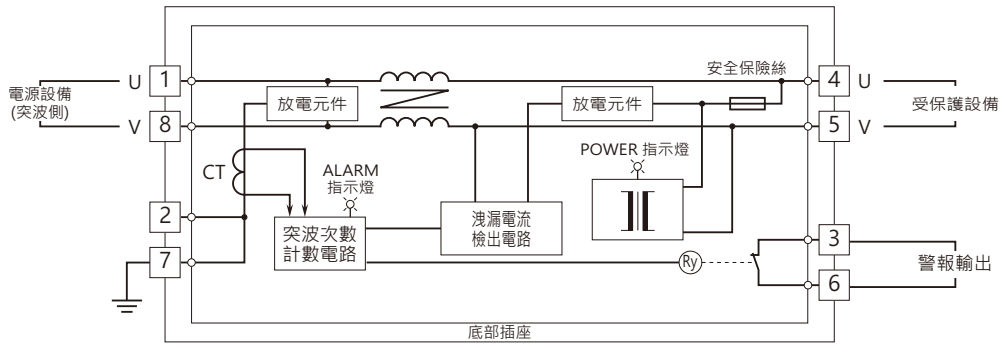 安全保險絲
U
1
4
U
電源設備
(突波側)
放電元件
放電元件
受保護設備
V
8
5
V
POWER 指示燈
CT
ALARM
指示燈
2
突波次數
計數電路
洩漏電流
檢出電路
3
7
Ry
警報輸出
6
底部插座